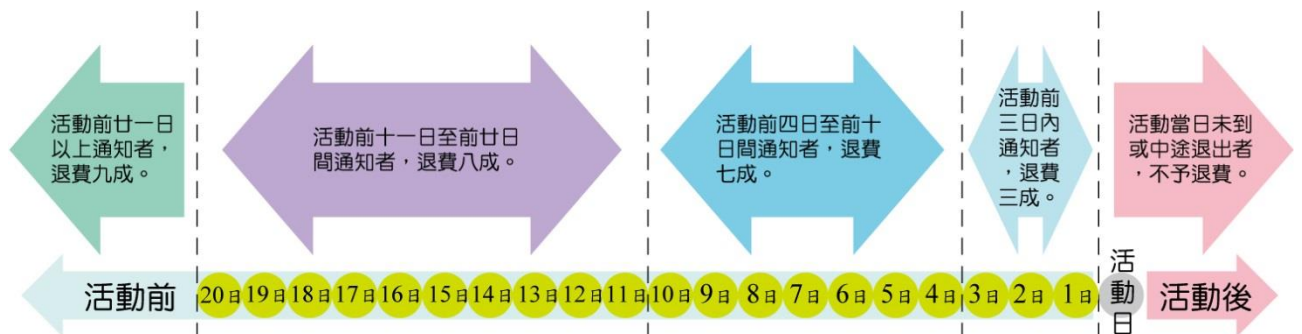 活動前廿一日
以上通知者，
退費九成。
活動前十一日至前廿日
間通知者，退費八成。
活動前四日至前十
日間通知者，退費
七成。
活動前
三日內
通知者
，退費
三成。
活動當日未到
或中途退出者
，不予退費。
活動前
20日 19日 18日 17日 16日 15日 14日 13日 12日 11日 10日 9日 8日 7日 6日 5日 4日 3日 2日 1日
活動日
活動後